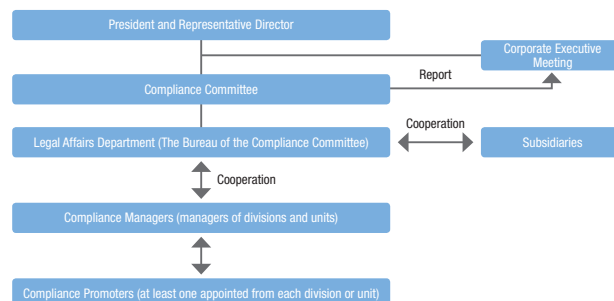 President and Representative Director
Corporate Executive
Meeting
Report
Compliance Committee
Cooperation
Legal Affairs Department (The Bureau of the Compliance Committee)
Subsidiaries
Cooperation
Compliance Managers (managers of divisions and units)
Compliance Promoters (at least one appointed from each division or unit)